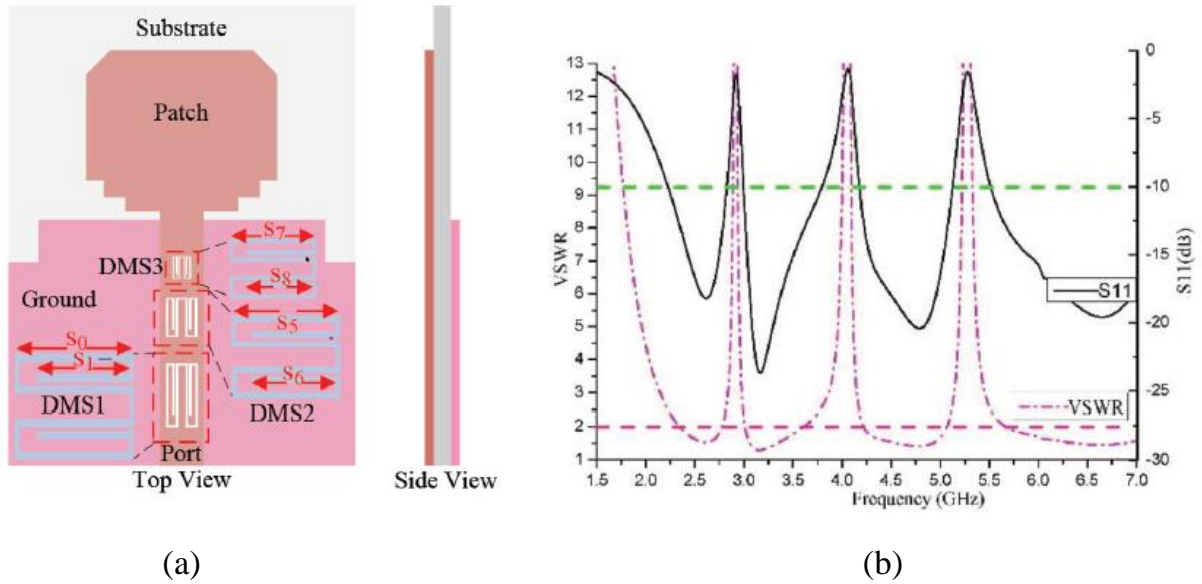 Substrate
Patch
S7
DMS3
S8
Ground
S5
S0
S1
S6
DMS1
DMS2
Port
Top View
Side View
(a)
VSWR
13
12
11
10
9
8
7
6
5
4
3
2
1
1.5 2.0 2.5 3.0 3.5 4.0 4.5 5.0 5.5 6.0 6.5 7.0
Frequency (GHz)
0
-5
-10
-15
-20
-25
-30
S11(dB)
S11
VSWR
(b)